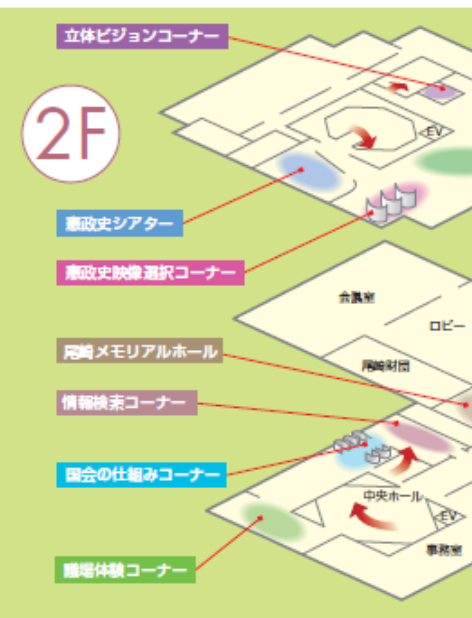 立体ビジョンコーナー
2F
EV
憲政史シアター
憲政史映像選択コーナー
会議室
ロビー
尾崎メモリアルホール
尾崎財団
情報検索コーナー
国会の仕組みコーナー
中央ホール
EV
事務室
議場体験コーナー